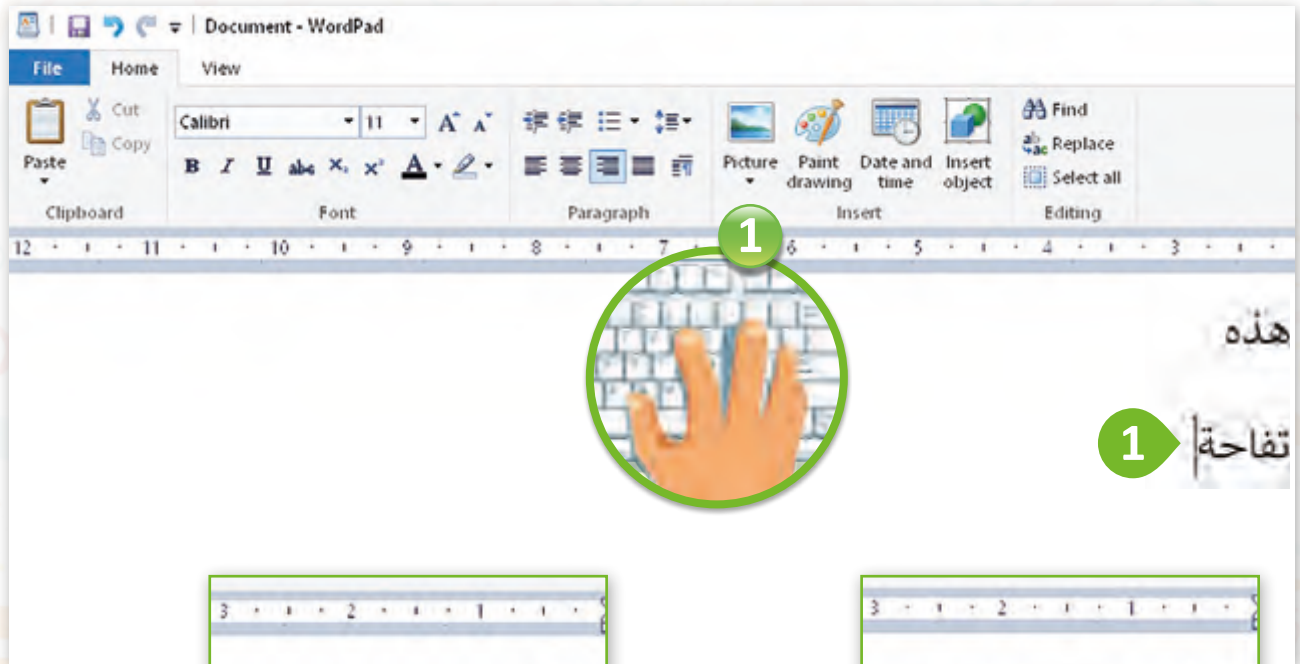 Document - WordPad
File Home View
Paste
Cut
Copy
Clipboard
Calibri 11
B I U abc X₂ X² A
Font
Paragraph
Picture
Paint drawing
Date and time
Insert object
Insert
Find
Replace
Select all
Editing
12 11 10 9 8 7 6 5 4 3
1
هذه
1 تفاحة
3 2 1
3 2 1